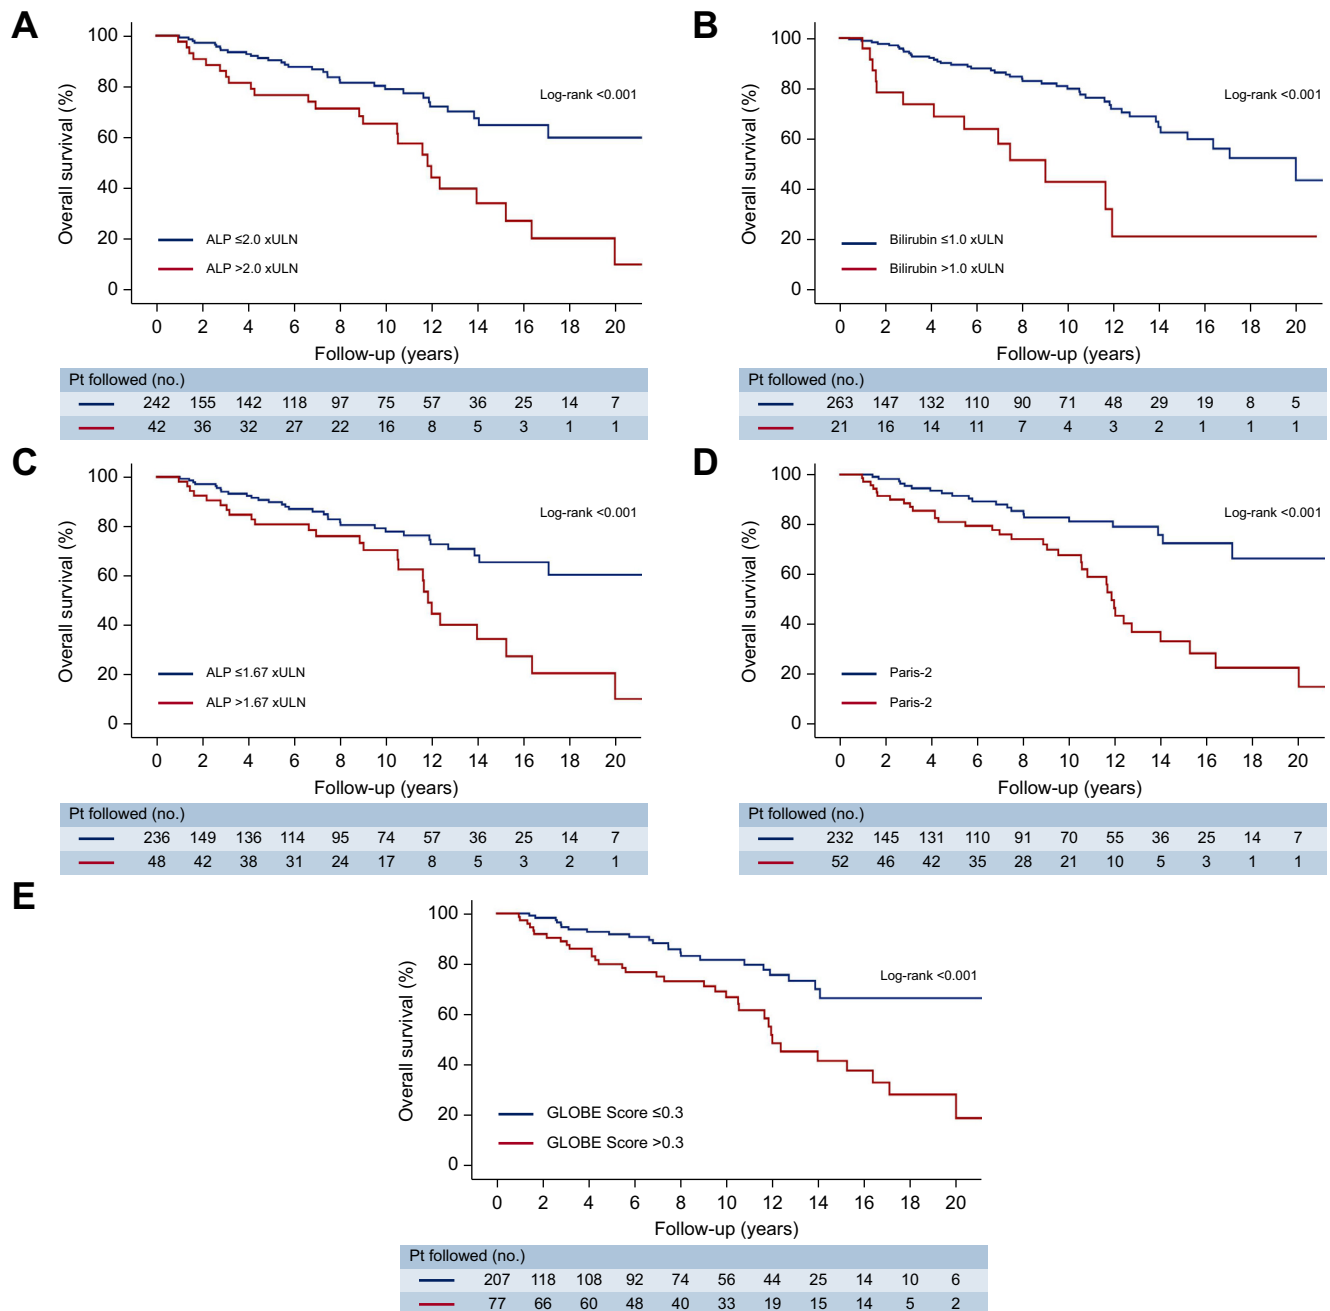 A
100
80
60
40
20
0
Overall survival (%)
Log-rank <0.001
ALP ≤2.0 xULN
ALP >2.0 xULN
0 2 4 6 8 10 12 14 16 18 20
Follow-up (years)
Pt followed (no.)
242 155 142 118 97 75 57 36 25 14 7
42 36 32 27 22 16 8 5 3 1 1
B
100
80
60
40
20
0
Overall survival (%)
Log-rank <0.001
Bilirubin ≤1.0 xULN
Bilirubin >1.0 xULN
0 2 4 6 8 10 12 14 16 18 20
Follow-up (years)
Pt followed (no.)
263 147 132 110 90 71 48 29 19 8 5
21 16 14 11 7 4 3 2 1 1 1
C
100
80
60
40
20
0
Overall survival (%)
Log-rank <0.001
ALP ≤1.67 xULN
ALP >1.67 xULN
0 2 4 6 8 10 12 14 16 18 20
Follow-up (years)
Pt followed (no.)
236 149 136 114 95 74 57 36 25 14 7
48 42 38 31 24 17 8 5 3 2 1
D
100
80
60
40
20
0
Overall survival (%)
Log-rank <0.001
Paris-2
Paris-2
0 2 4 6 8 10 12 14 16 18 20
Follow-up (years)
Pt followed (no.)
232 145 131 110 91 70 55 36 25 14 7
52 46 42 35 28 21 10 5 3 1 1
E
100
80
60
40
20
0
Overall survival (%)
Log-rank <0.001
GLOBE Score ≤0.3
GLOBE Score >0.3
0 2 4 6 8 10 12 14 16 18 20
Follow-up (years)
Pt followed (no.)
207 118 108 92 74 56 44 25 14 10 6
77 66 60 48 40 33 19 15 14 5 2